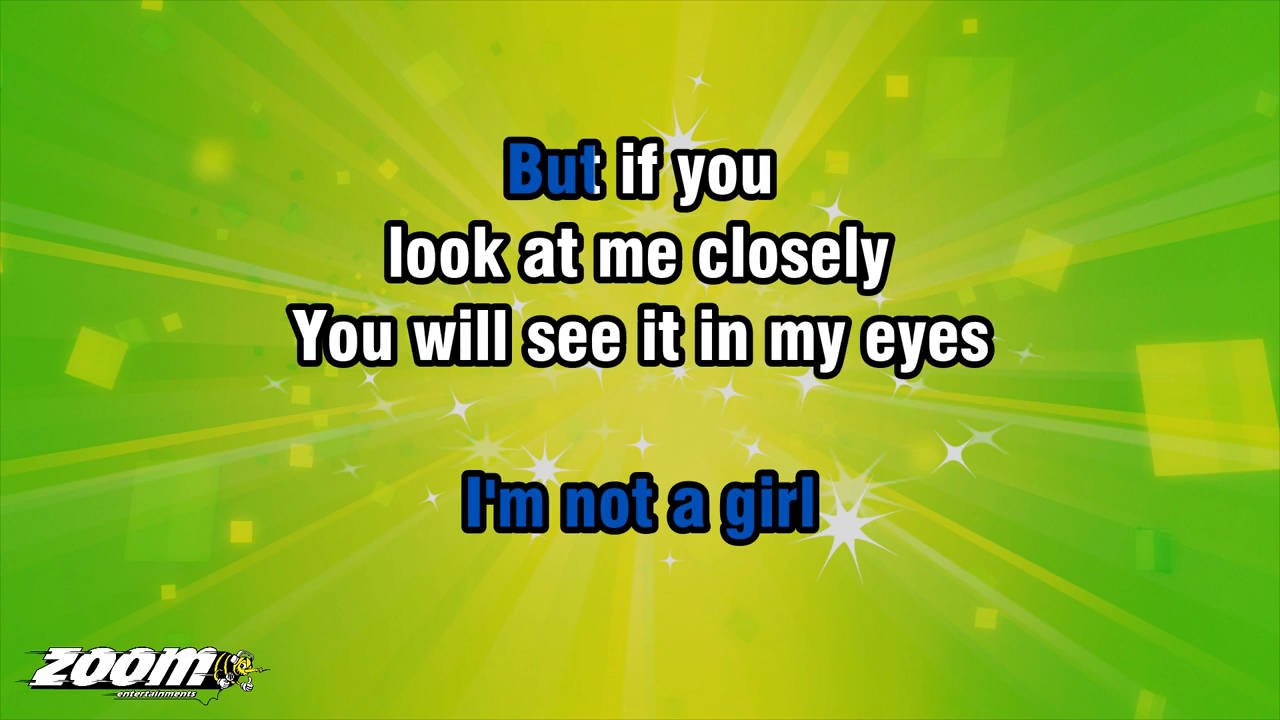 But if you
look at me closely
You will see it in my eyes
I'm not a girl
zoom
entertainments